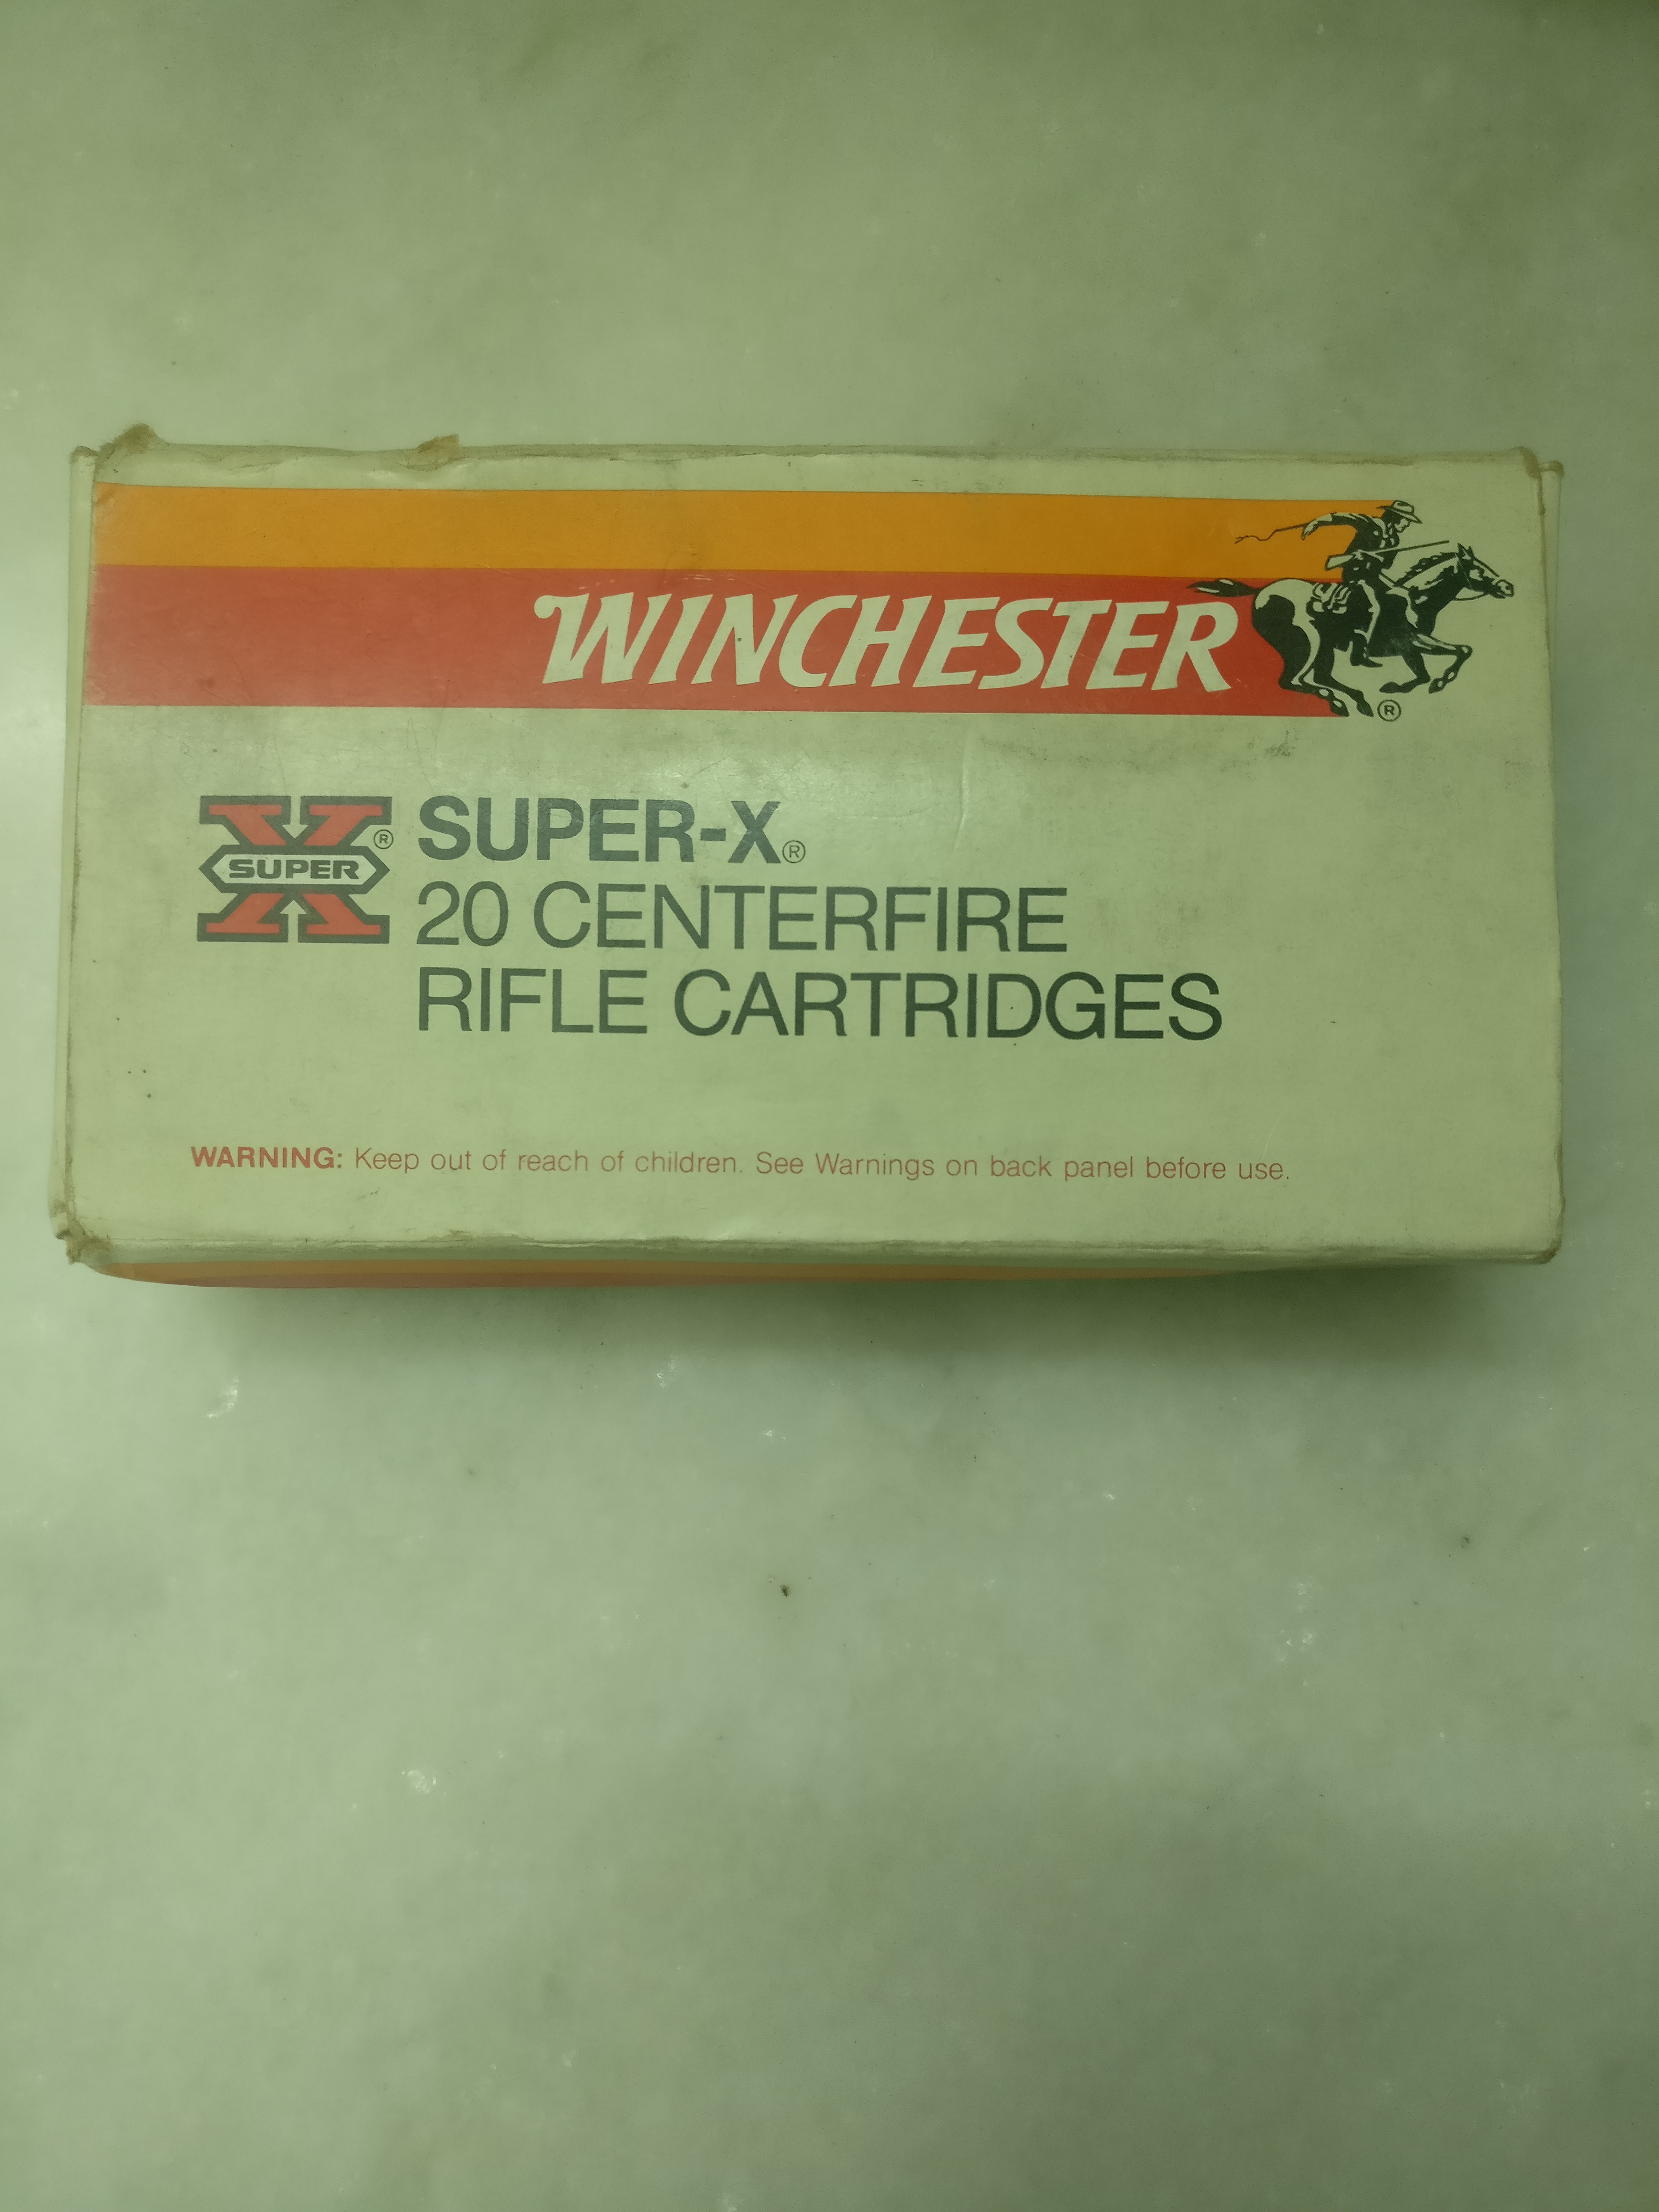 WINCHESTER
®
SUPER
®
SUPER-X®
20 CENTERFIRE
RIFLE CARTRIDGES
WARNING: Keep out of reach of children. See Warnings on back panel before use.